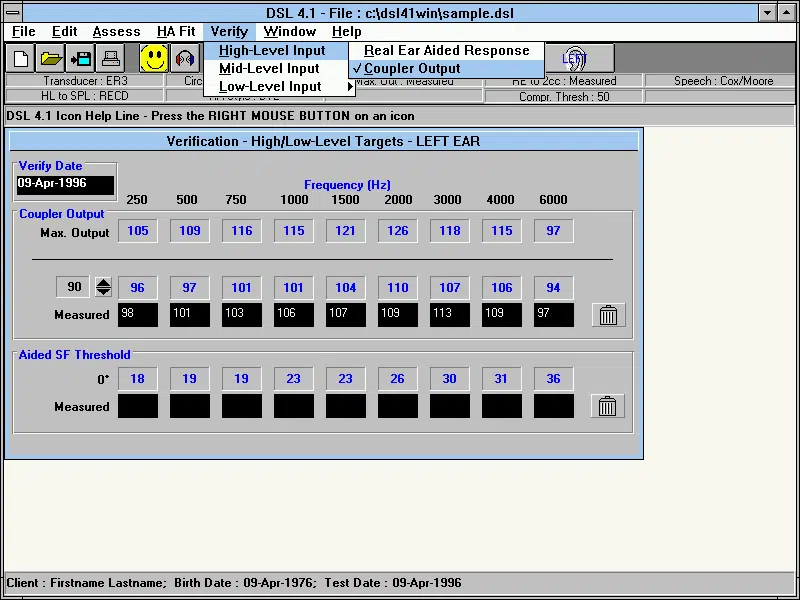 DSL 4.1 - File : c:\dsl41win\sample.dsl
File Edit Assess HA Fit Verify Window Help
High-Level Input
Mid-Level Input
Low-Level Input
Real Ear Aided Response
✓ Coupler Output
LEFT
Transducer : ER3 Circ Max. Out : Measured RE to 2cc : Measured Speech : Cox/Moore
HL to SPL : RECD Compr. Thresh : 50
DSL 4.1 Icon Help Line - Press the RIGHT MOUSE BUTTON on an icon
Verification - High/Low-Level Targets - LEFT EAR
Verify Date
09-Apr-1996
Frequency (Hz)
250 500 750 1000 1500 2000 3000 4000 6000
Coupler Output
Max. Output 105 109 116 115 121 126 118 115 97
90 96 97 101 101 104 110 107 106 94
Measured 98 101 103 106 107 109 113 109 97
Aided SF Threshold
0° 18 19 19 23 23 26 30 31 36
Measured
Client : Firstname Lastname; Birth Date : 09-Apr-1976; Test Date : 09-Apr-1996